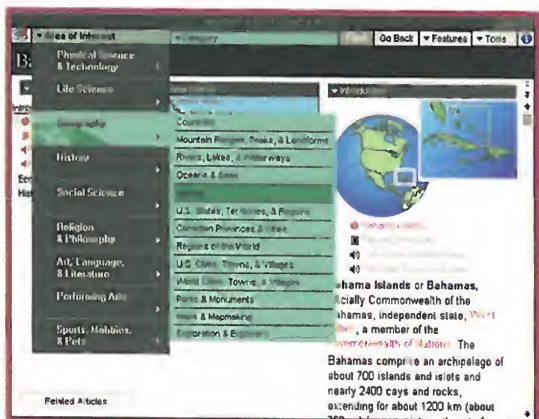 Area of Interest
Category
Go Back
Features
Tools
Ba
Physical Science
& Technology
Life Science
Geography
History
Social Science
Religion
& Philosophy
Art, Language,
& Literature
Performing Arts
Sports, Hobbies,
& Pets
Countries
Mountain Ranges, Peaks, & Landforms
Rivers, Lakes, & Waterways
Oceans & Seas
U.S. States, Territories, & Regions
Canadian Provinces & Cities
Regions of the World
U.S. Cities, Towns, & Villages
World Cities, Towns, & Villages
Parks & Monuments
Maps & Mapmaking
Exploration & Explorers
Introduction
Bahama Islands or Bahamas,
officially Commonwealth of the
Bahamas, independent state, West
, a member of the
Commonwealth of Nations. The
Bahamas comprise an archipelago of
about 700 islands and islets and
nearly 2400 cays and rocks,
extending for about 1200 km (about
Related Articles